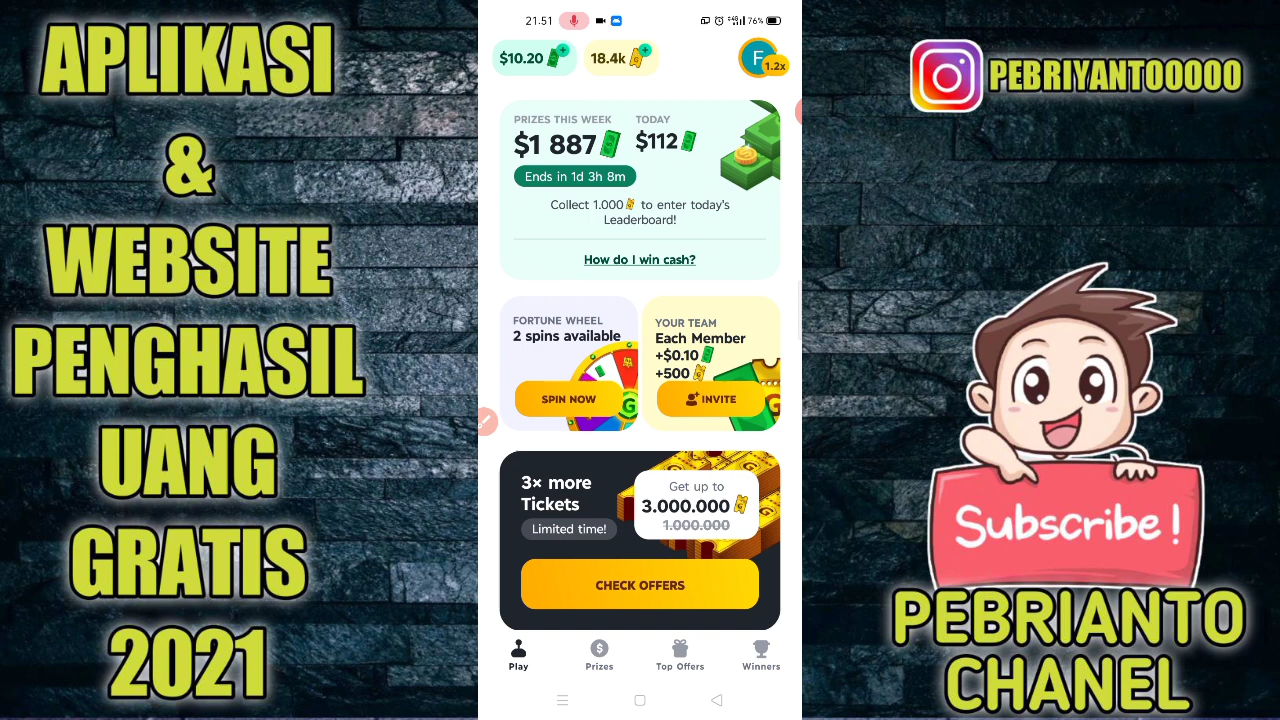 APLIKASI
&
WEBSITE
PENGHASIL
UANG
GRATIS
2021
21.51
76%
$10.20
18.4k
F
1.2x
PRIZES THIS WEEK
TODAY
$1 887
$112
Ends in 1d 3h 8m
Collect 1.000 to enter today's
Leaderboard!
How do I win cash?
FORTUNE WHEEL
2 spins available
SPIN NOW
G
YOUR TEAM
Each Member
+$0.10
+500
INVITE
3× more
Tickets
Limited time!
Get up to
3.000.000
1.000.000
CHECK OFFERS
Play
Prizes
Top Offers
Winners
PEBRIYANTOOOOO
Subscribe!
PEBRIANTO
CHANEL